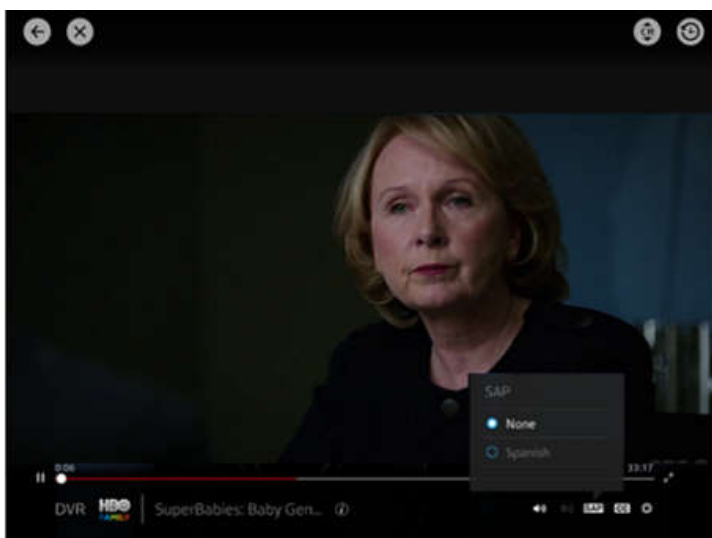 SAP
None
Spanish
0:06
33:17
DVR HBO FAMILY SuperBabies: Baby Gen... i
SAP CC